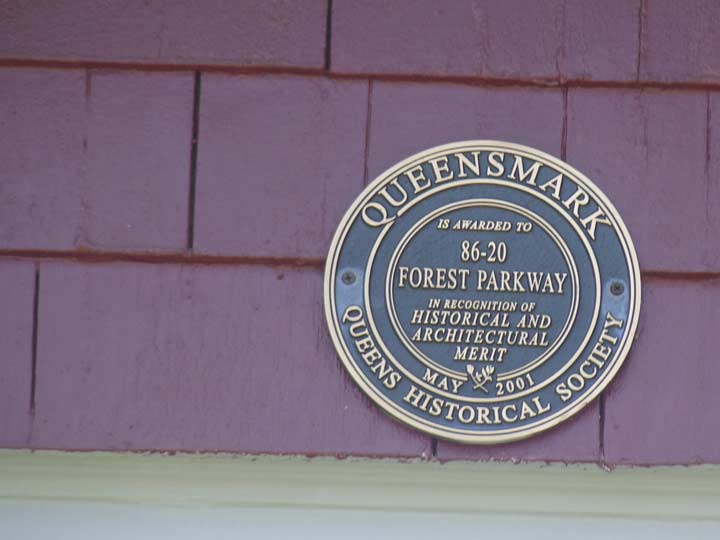 QUEENSMARK
IS AWARDED TO
86-20
FOREST PARKWAY
IN RECOGNITION OF
HISTORICAL AND
ARCHITECTURAL
MERIT
MAY 2001
QUEENS HISTORICAL SOCIETY